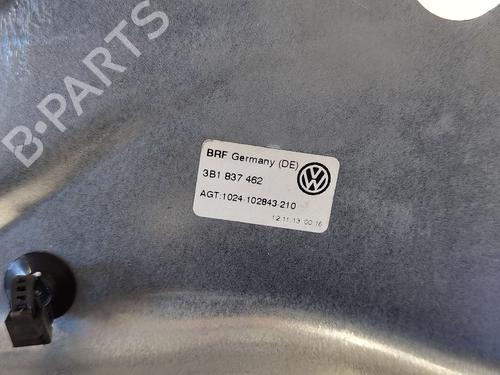 B-PARTS
BRF Germany (DE)
3B1 837 462
AGT:1024-102843-210
12.11.13 00:16